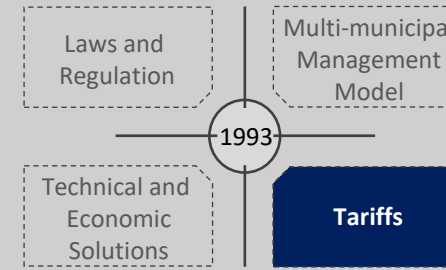 Laws and
Regulation
Multi-municipa
Management
Model
1993
Technical and
Economic
Solutions
Tariffs